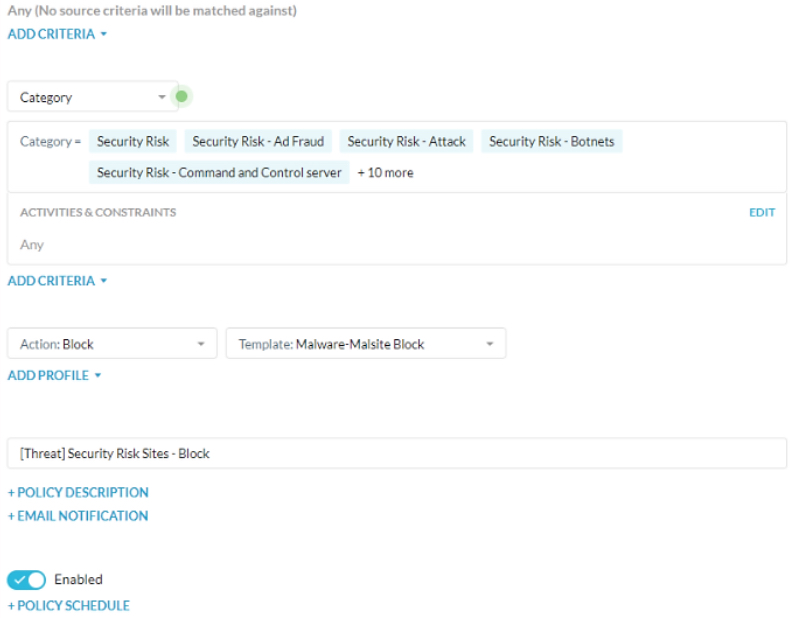 Any (No source criteria will be matched against)
ADD CRITERIA
Category
Category = Security Risk Security Risk - Ad Fraud Security Risk - Attack Security Risk - Botnets
Security Risk - Command and Control server + 10 more
ACTIVITIES & CONSTRAINTS EDIT
Any
ADD CRITERIA
Action: Block Template: Malware-Malsite Block
ADD PROFILE
[Threat] Security Risk Sites - Block
+ POLICY DESCRIPTION
+ EMAIL NOTIFICATION
Enabled
+ POLICY SCHEDULE